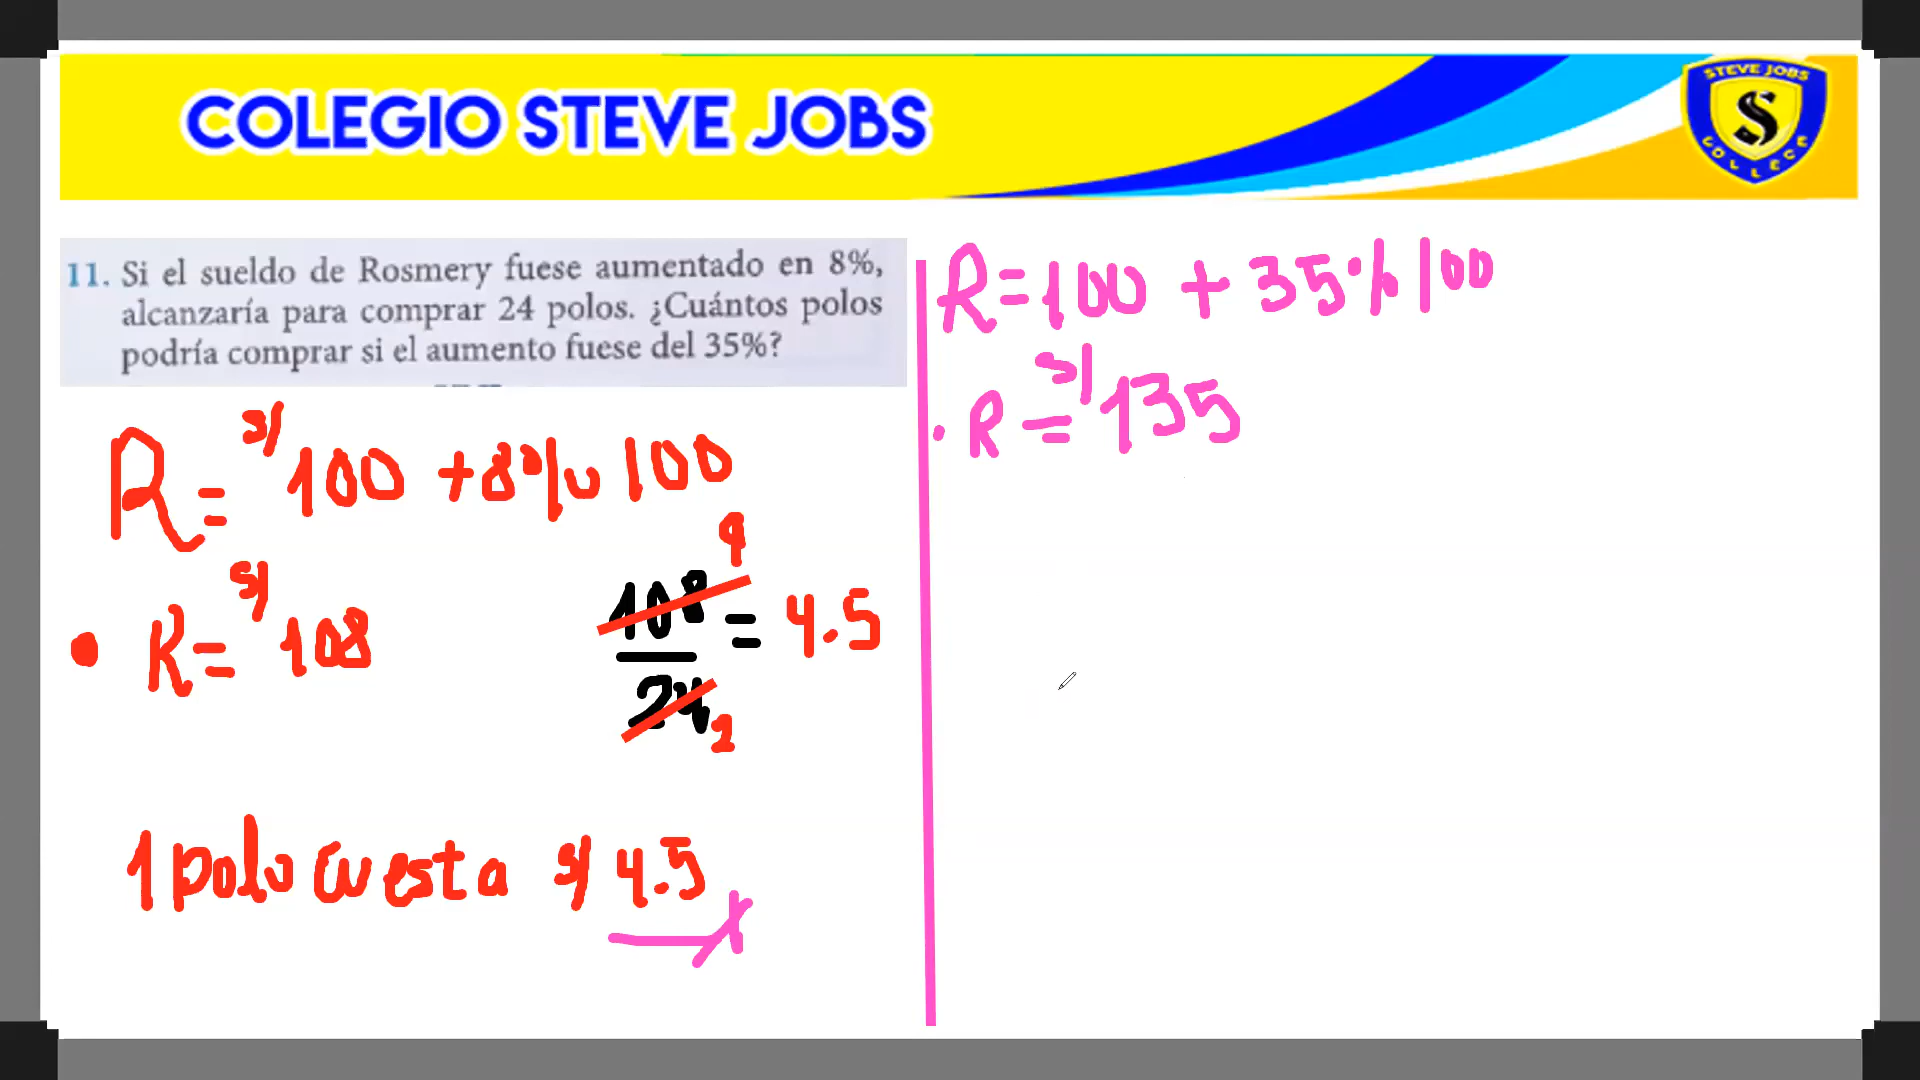 COLEGIO STEVE JOBS
STEVE JOBS
S
COLLEGE
11. Si el sueldo de Rosmery fuese aumentado en 8%,
alcanzaría para comprar 24 polos. ¿Cuántos polos
podría comprar si el aumento fuese del 35%?
R= S/ 100 +8% 100
• R= S/ 108
108 9
24 2
= 4.5
1 polo cuesta S/ 4.5
R=100 + 35% 100
• R = S/ 135